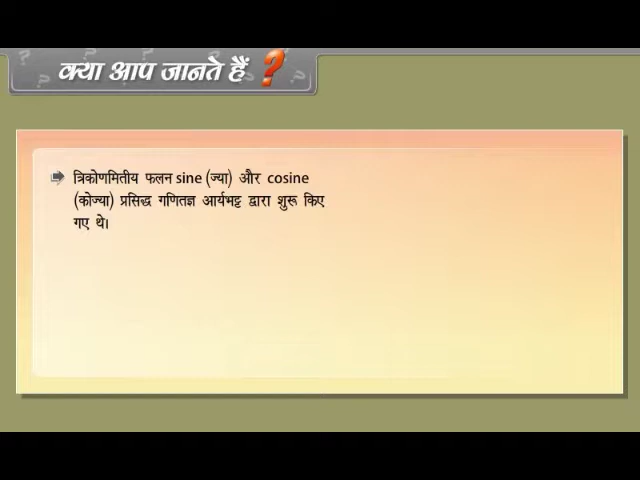 क्या आप जानते हैं ?
त्रिकोणमितीय फलन sine (ज्या) और cosine
(कोज्या) प्रसिद्ध गणितज्ञ आर्यभट्ट द्वारा शुरू किए
गए थे।